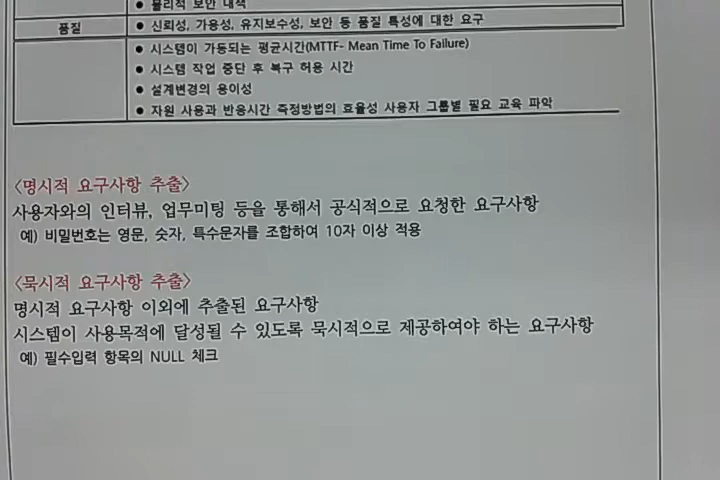 ● 물리적 보안 대책
품질
● 신뢰성, 가용성, 유지보수성, 보안 등 품질 특성에 대한 요구
● 시스템이 가동되는 평균시간(MTTF- Mean Time To Failure)
● 시스템 작업 중단 후 복구 허용 시간
● 설계변경의 용이성
● 자원 사용과 반응시간 측정방법의 효율성 사용자 그룹별 필요 교육 파악
<명시적 요구사항 추출>
사용자와의 인터뷰, 업무미팅 등을 통해서 공식적으로 요청한 요구사항
예) 비밀번호는 영문, 숫자, 특수문자를 조합하여 10자 이상 적용
<묵시적 요구사항 추출>
명시적 요구사항 이외에 추출된 요구사항
시스템이 사용목적에 달성될 수 있도록 묵시적으로 제공하여야 하는 요구사항
예) 필수입력 항목의 NULL 체크